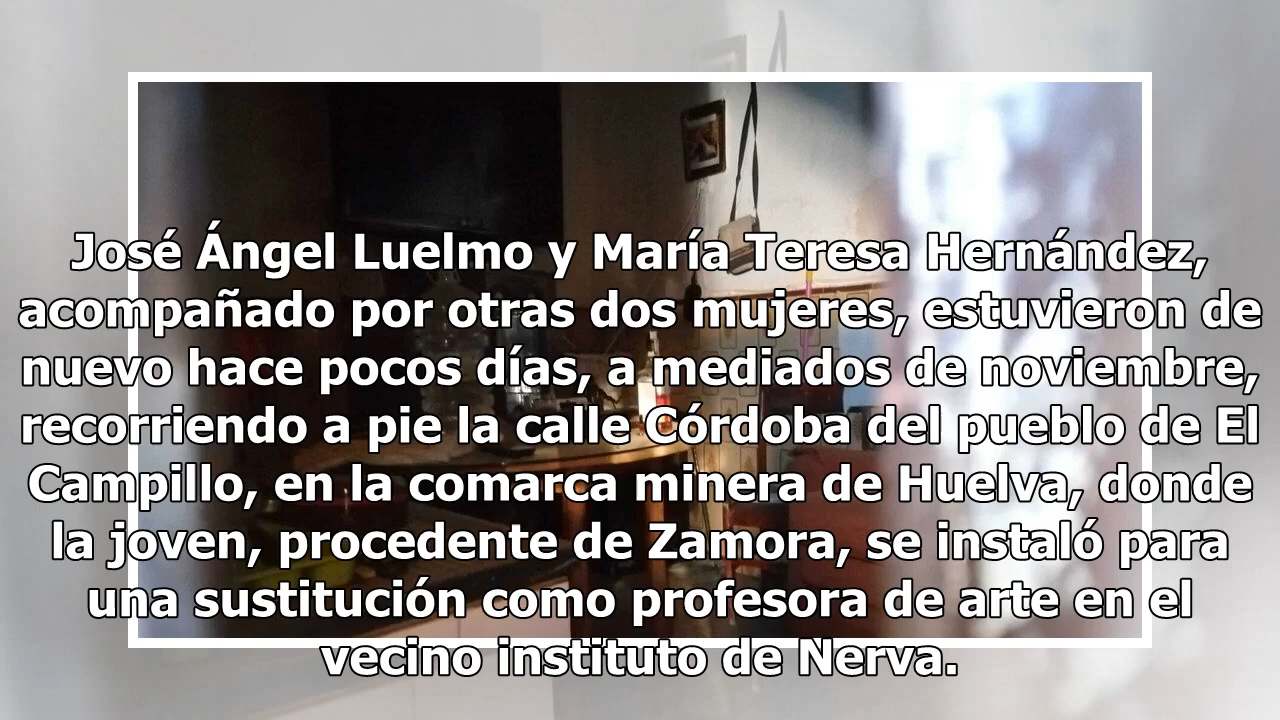 José Ángel Luelmo y María Teresa Hernández,
acompañado por otras dos mujeres, estuvieron de
nuevo hace pocos días, a mediados de noviembre,
recorriendo a pie la calle Córdoba del pueblo de El
Campillo, en la comarca minera de Huelva, donde
la joven, procedente de Zamora, se instaló para
una sustitución como profesora de arte en el
vecino instituto de Nerva.